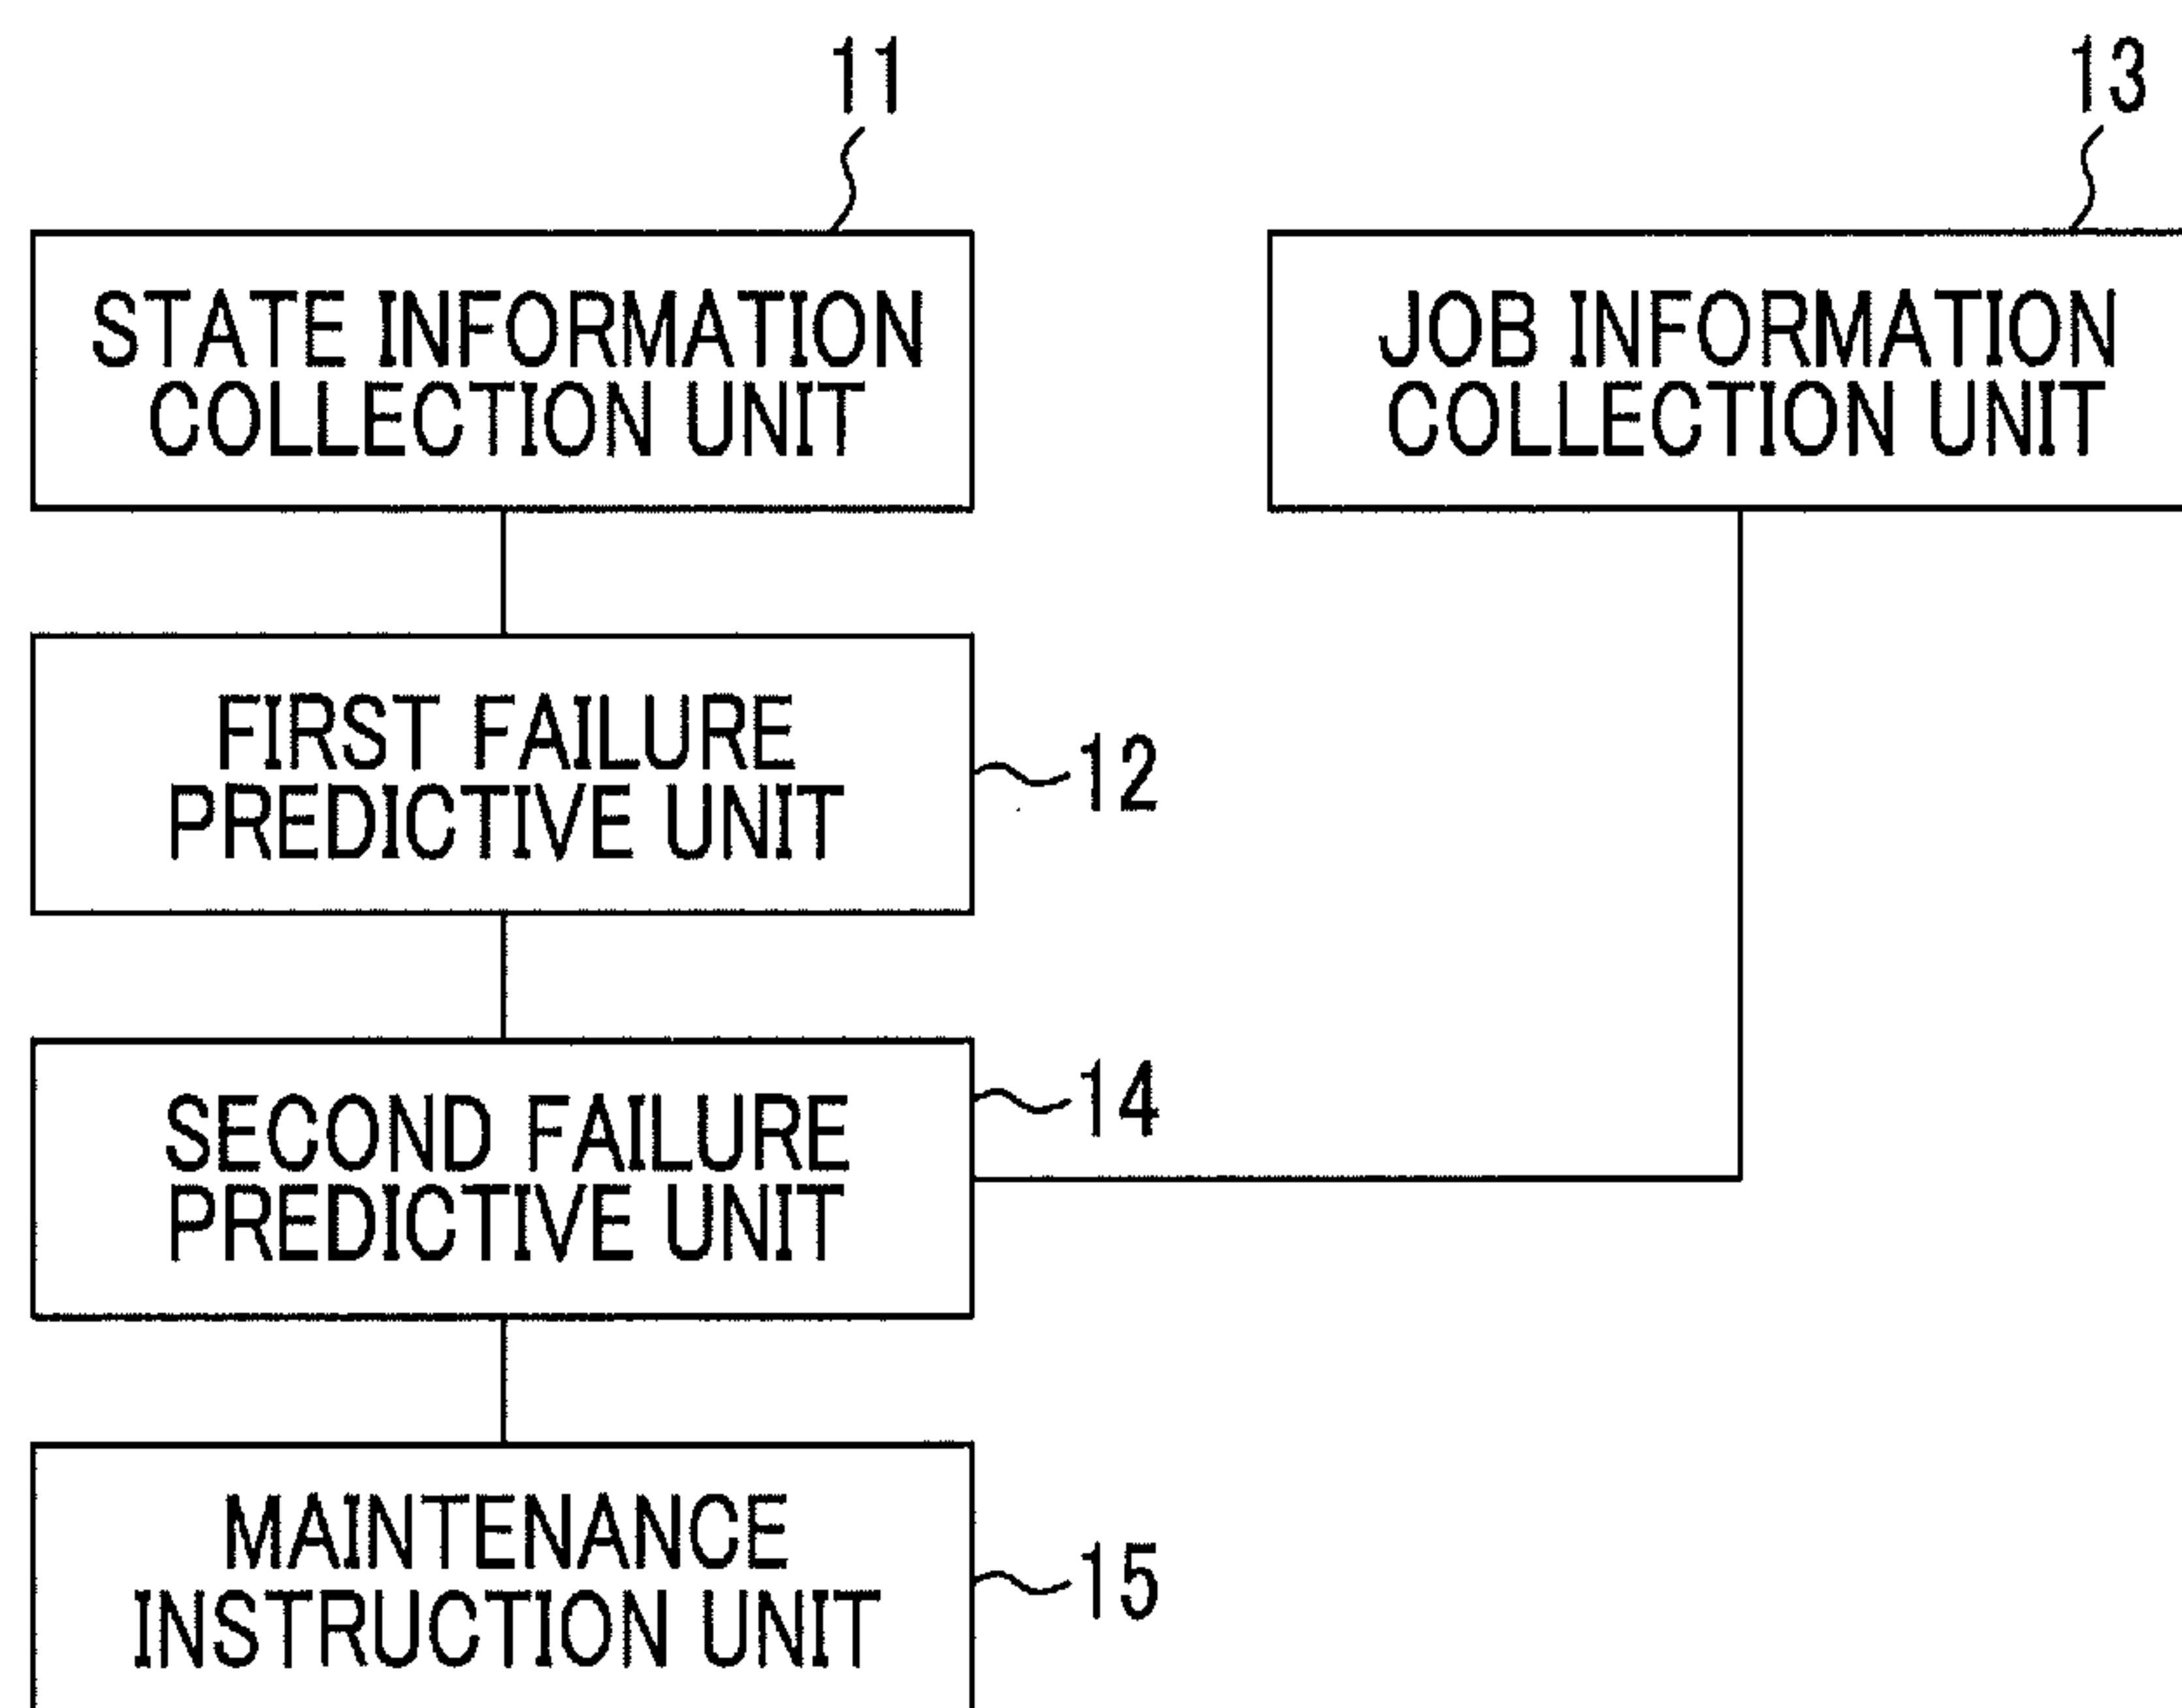 11
13
STATE INFORMATION
COLLECTION UNIT
JOB INFORMATION
COLLECTION UNIT
FIRST FAILURE
PREDICTIVE UNIT
12
SECOND FAILURE
PREDICTIVE UNIT
14
MAINTENANCE
INSTRUCTION UNIT
15